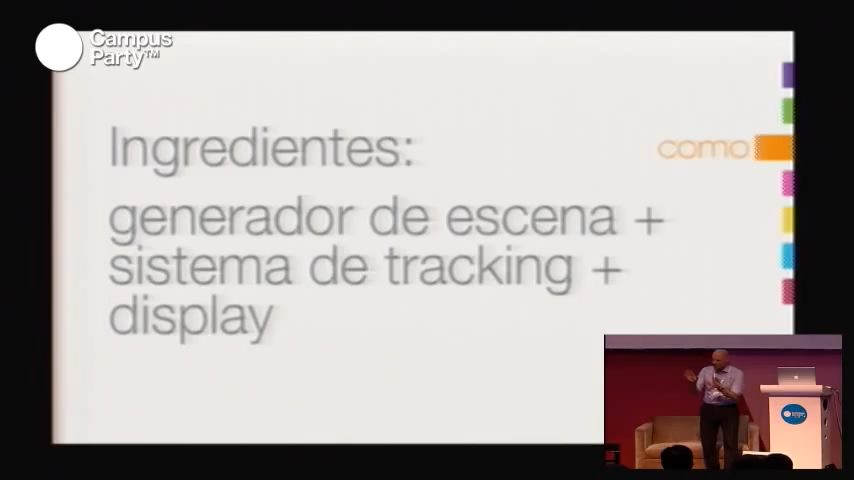 Campus
Party™
Ingredientes:
como
generador de escena +
sistema de tracking +
display